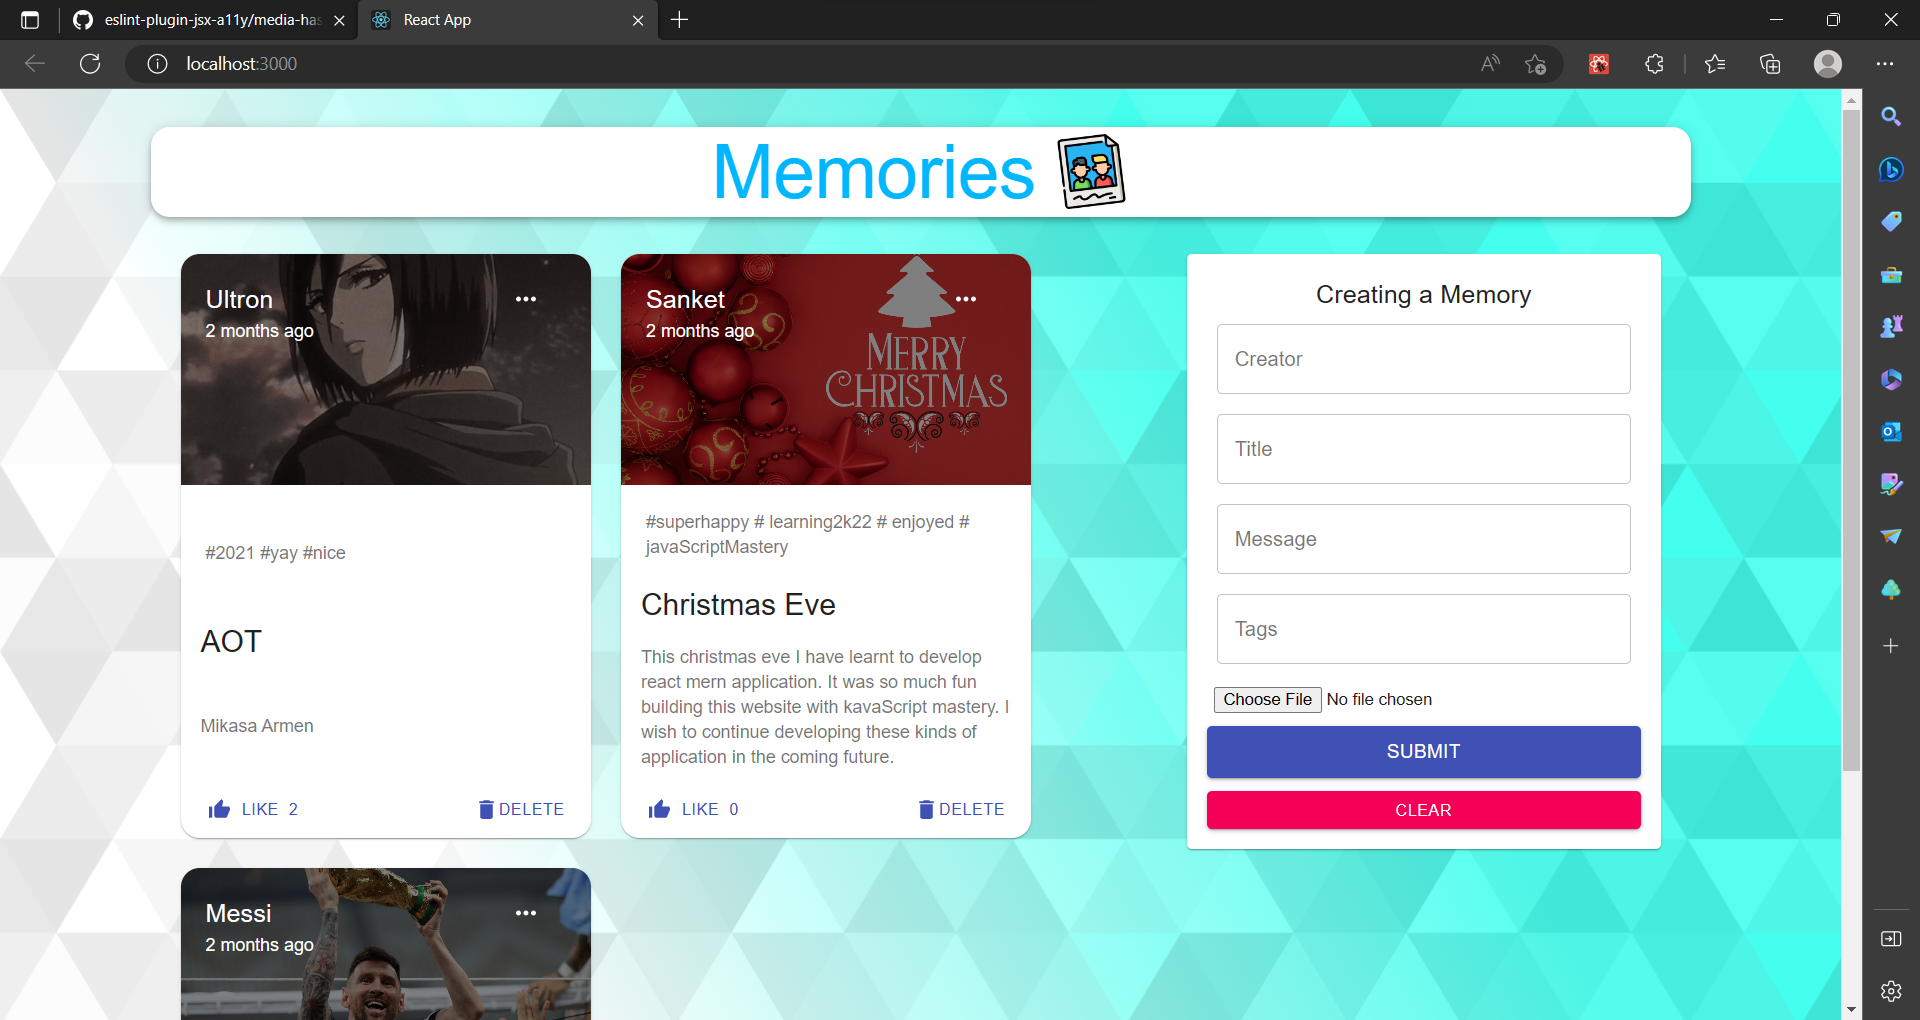 eslint-plugin-jsx-a11y/media-has
React App
localhost:3000
Memories
Ultron
2 months ago
#2021 #yay #nice
AOT
Mikasa Armen
LIKE 2
DELETE
Sanket
2 months ago
MERRY
CHRISTMAS
#superhappy # learning2k22 # enjoyed #
javaScriptMastery
Christmas Eve
This christmas eve I have learnt to develop
react mern application. It was so much fun
building this website with kavaScript mastery. I
wish to continue developing these kinds of
application in the coming future.
LIKE 0
DELETE
Messi
2 months ago
Creating a Memory
Creator
Title
Message
Tags
Choose File No file chosen
SUBMIT
CLEAR